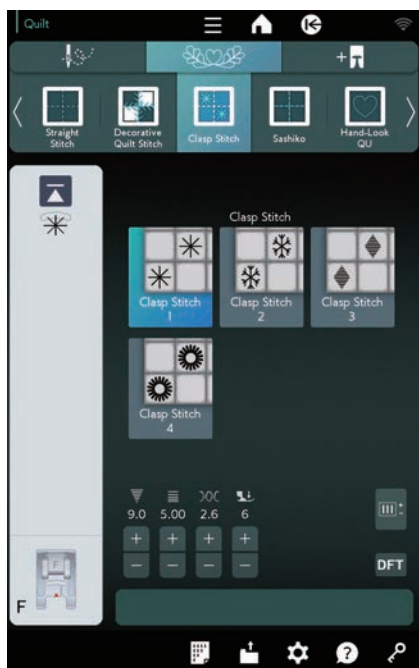 Quilt
Straight
Stitch
Decorative
Quilt Stitch
Clasp Stitch
Sashiko
Hand-Look
QU
Clasp Stitch
Clasp Stitch
1
Clasp Stitch
2
Clasp Stitch
3
Clasp Stitch
4
9.0 5.00 2.6 6
+ + + +
- - - -
DFT
F